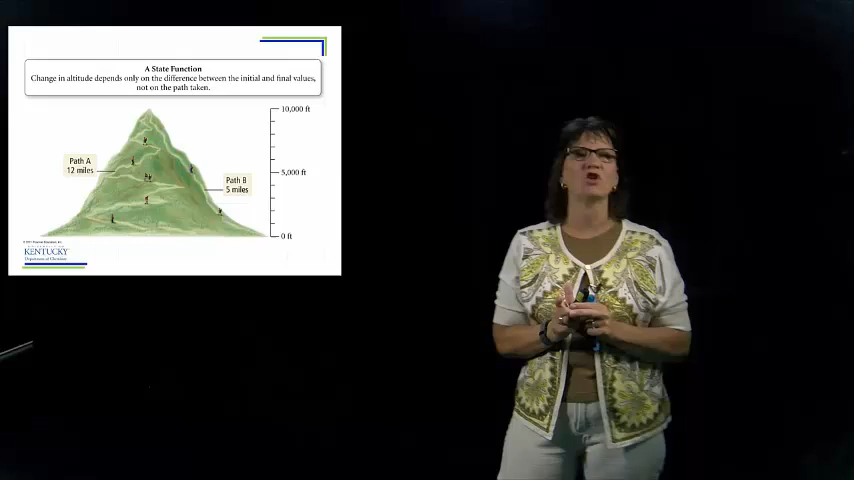 A State Function
Change in altitude depends only on the difference between the initial and final values,
not on the path taken.
10,000 ft
Path A
12 miles
5,000 ft
Path B
5 miles
0 ft
KENTUCKY
Department of Chemistry